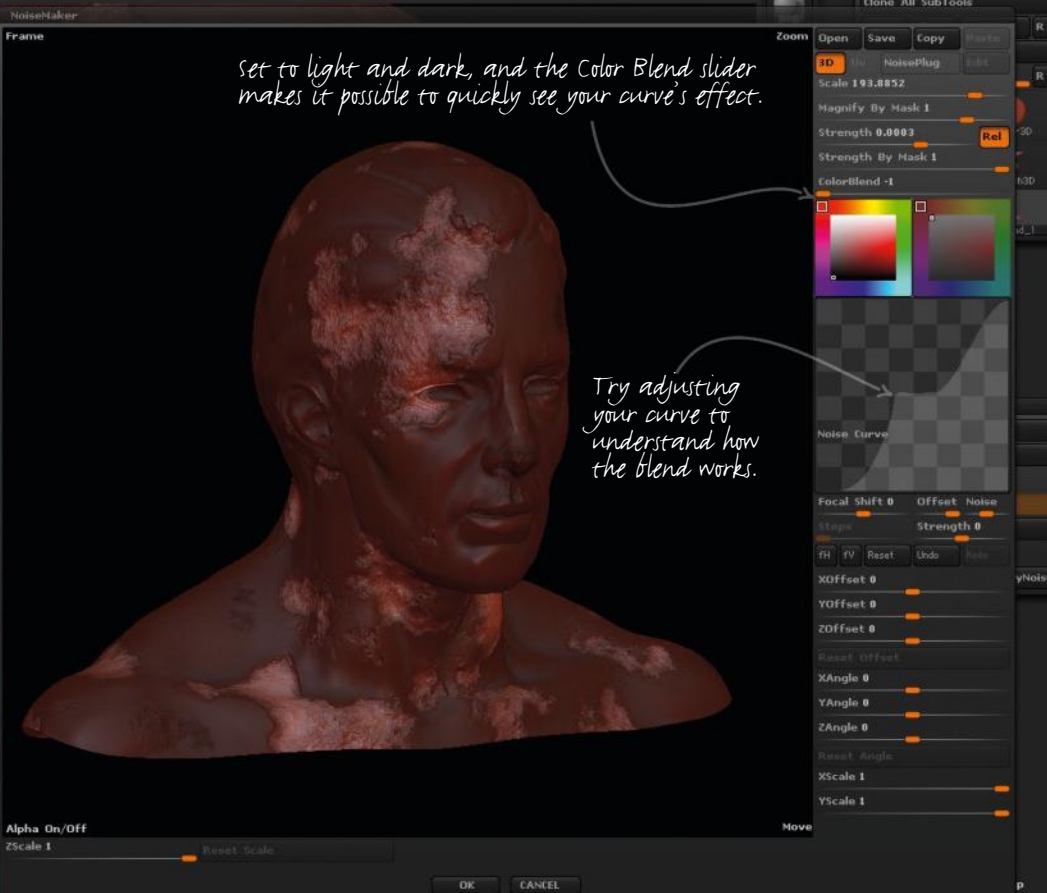 Clone All SubTools
NoiseMaker
Frame
Zoom
Open Save Copy Paste
R
Set to light and dark, and the Color Blend slider
makes it possible to quickly see your curve's effect.
3D Uv NoisePlug Edit
Scale 193.8852
R
Magnify By Mask 1
Strength 0.0003 Rel
Strength By Mask 1
ColorBlend -1
Try adjusting
your curve to
understand how
the blend works.
Noise Curve
Focal Shift 0 Offset Noise
Steps Strength 0
fH fV Reset Undo Redo
XOffset 0
YOffset 0
ZOffset 0
Reset Offset
XAngle 0
YAngle 0
ZAngle 0
Reset Angle
XScale 1
YScale 1
Alpha On/Off
Move
ZScale 1 Reset Scale
OK CANCEL